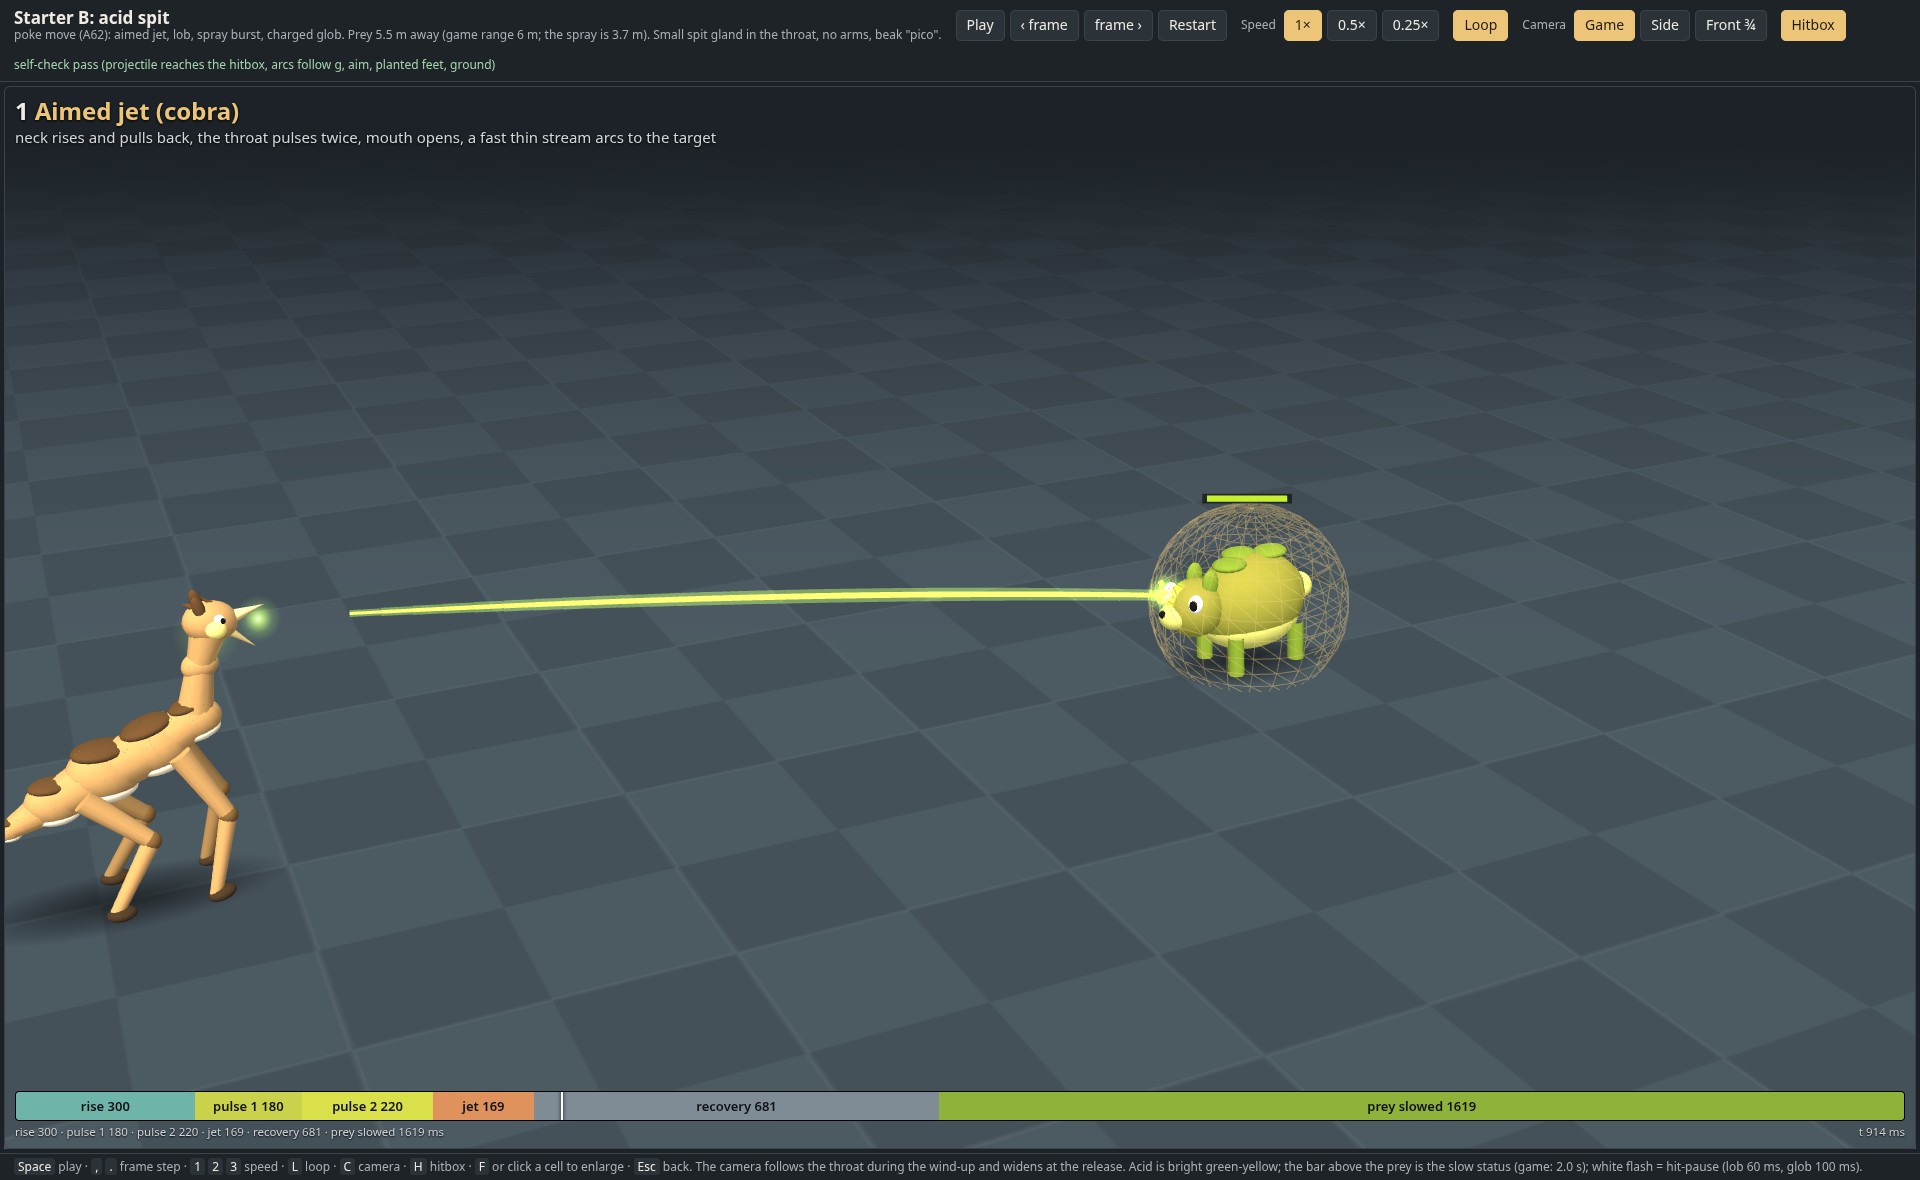 Starter B: acid spit
poke move (A62): aimed jet, lob, spray burst, charged glob. Prey 5.5 m away (game range 6 m; the spray is 3.7 m). Small spit gland in the throat, no arms, beak "pico".
Play ‹ frame frame › Restart Speed 1× 0.5× 0.25× Loop Camera Game Side Front ¾ Hitbox
self-check pass (projectile reaches the hitbox, arcs follow g, aim, planted feet, ground)
1 Aimed jet (cobra)
neck rises and pulls back, the throat pulses twice, mouth opens, a fast thin stream arcs to the target
rise 300 pulse 1 180 pulse 2 220 jet 169 recovery 681 prey slowed 1619
rise 300 · pulse 1 180 · pulse 2 220 · jet 169 · recovery 681 · prey slowed 1619 ms t 914 ms
Space play · , . frame step · 1 2 3 speed · L loop · C camera · H hitbox · F or click a cell to enlarge · Esc back. The camera follows the throat during the wind-up and widens at the release. Acid is bright green-yellow; the bar above the prey is the slow status (game: 2.0 s); white flash = hit-pause (lob 60 ms, glob 100 ms).